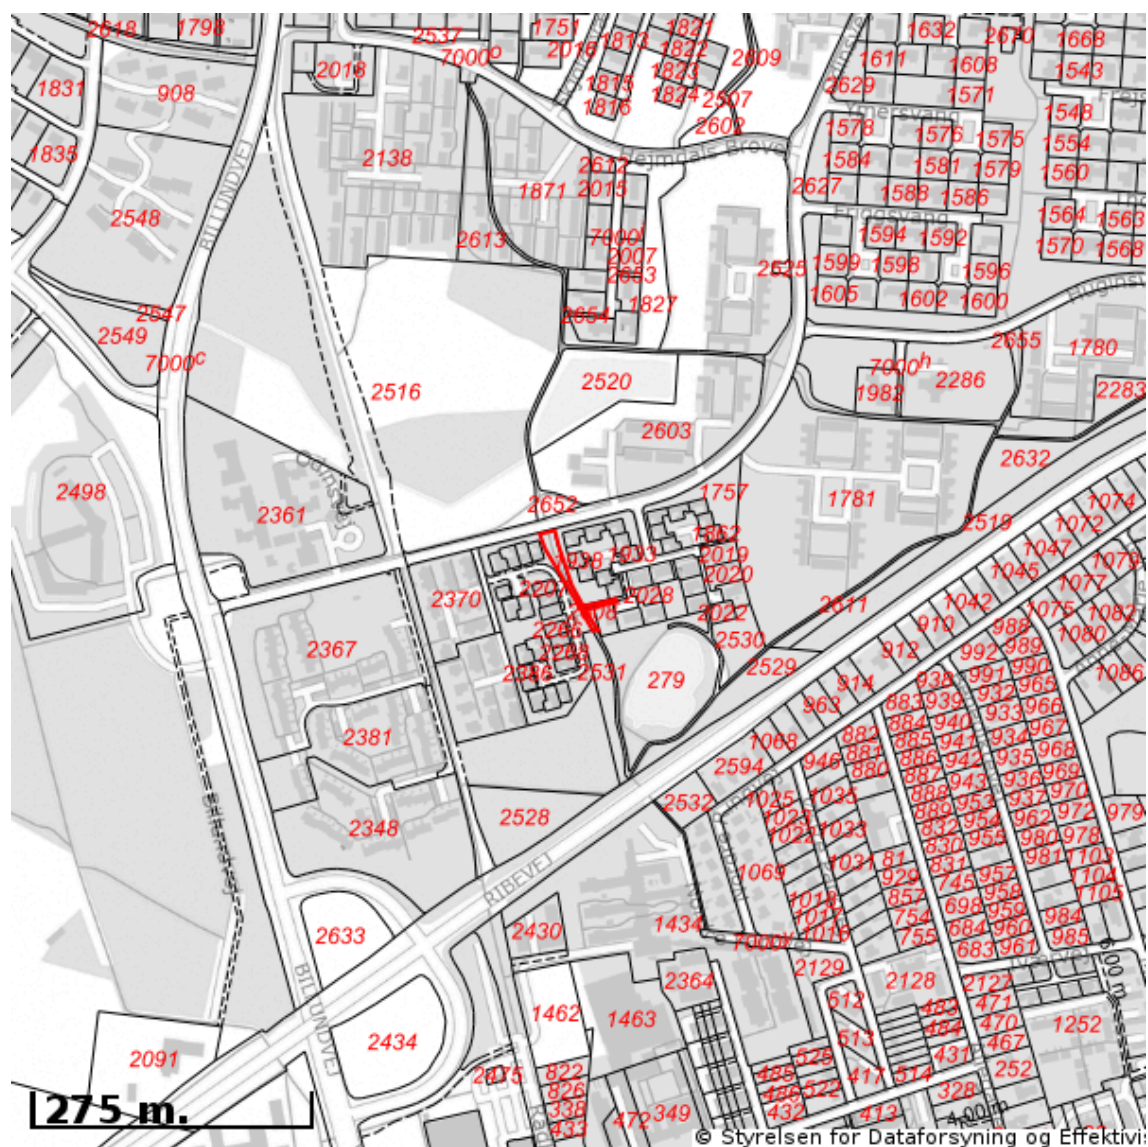 2618 1798 2537 1751 1821 1632 2670 1668
7000o 2016 1813 1822 2609 1611 1608 1543
1831 908 2018 1815 1823 2629 1571 1548
1816 1824 2507 Ymersvang
1835 2138 2602 1578 1576 1575 1554
Hejmdals Brovej
BILLUNDVEJ 2612 1584 1581 1579 1560
1871 2015 2627 1588 1586
2548 2613 Friggsvang 1564 1563
2007 1594 1592 1570 1568
2653 2525 1599 1598 1596
2547 2654 1827 1605 1602 1600
2549 2655
7000c 2516 2520 7000h 1780
1982 2286 2283
2603
2632
2498 2361 2652 1757 1781 1074
2519 1072
1933 1862 1047
2019 1079
2370 2028 2020 1045 1077
2611 1042 1075 1082
2367 2022 910 988 1080
2530 912 992 989
2386 2531 2529 990 1086
279 914 938 991 965
963 883 939 932 966
2381 1068 882 884 940 933 967
2594 946 881 885 941 934 968
880 886 942 935 969
2532 1025 1035 887 943 936 970
2528 1023 888 953 937 972 979
2348 1022 1033 889 954 962 978
Billundvej 832 955 980
1069 1031 81 830 981 1103
RIBEVEJ 929 831 957 1104
1018 857 745 958 1105
2430 1434 1017 754 698 959 984
2633 1016 755 684 960 985
7000v 683 961
2364 2129 2128 2127 600 m
BILLUNDVEJ 1462 1463 512 483 471
2434 513 484 470 1252
2091 525 431 467
2475 822 485 417 514 252
826 486 522 328
338 472 349 432 413 400 m
433
275 m.
© Styrelsen for Dataforsyning og Effektivi